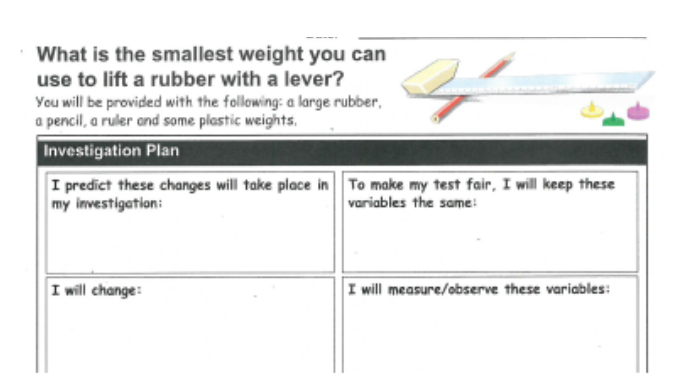 What is the smallest weight you can
use to lift a rubber with a lever?
You will be provided with the following: a large rubber,
a pencil, a ruler and some plastic weights.
Investigation Plan
I predict these changes will take place in
my investigation:
To make my test fair, I will keep these
variables the same:
I will change:
I will measure/observe these variables: